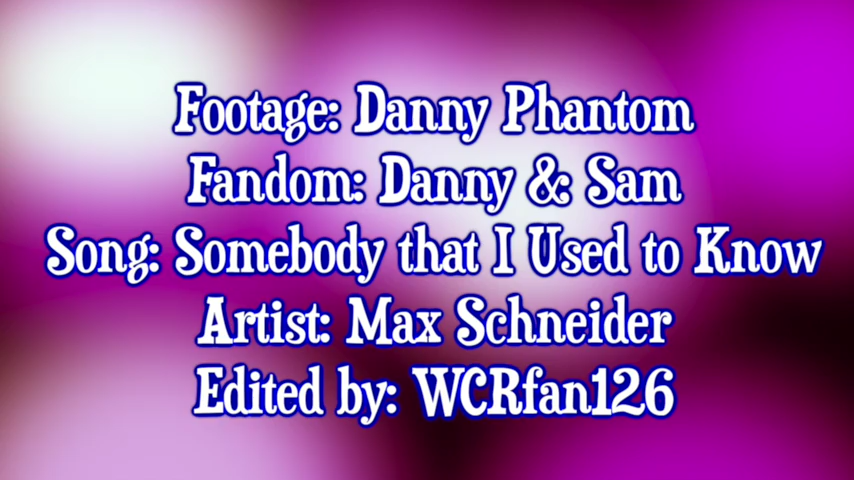 Footage: Danny Phantom
Fandom: Danny & Sam
Song: Somebody that I Used to Know
Artist: Max Schneider
Edited by: WCRfan126